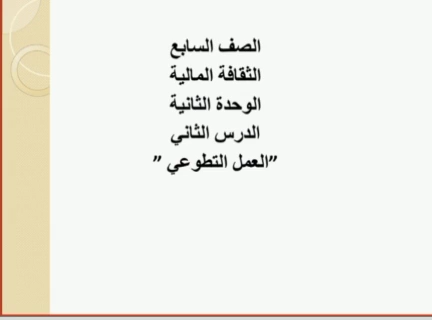 الصف السابع
الثقافة المالية
الوحدة الثانية
الدرس الثاني
"العمل التطوعي "